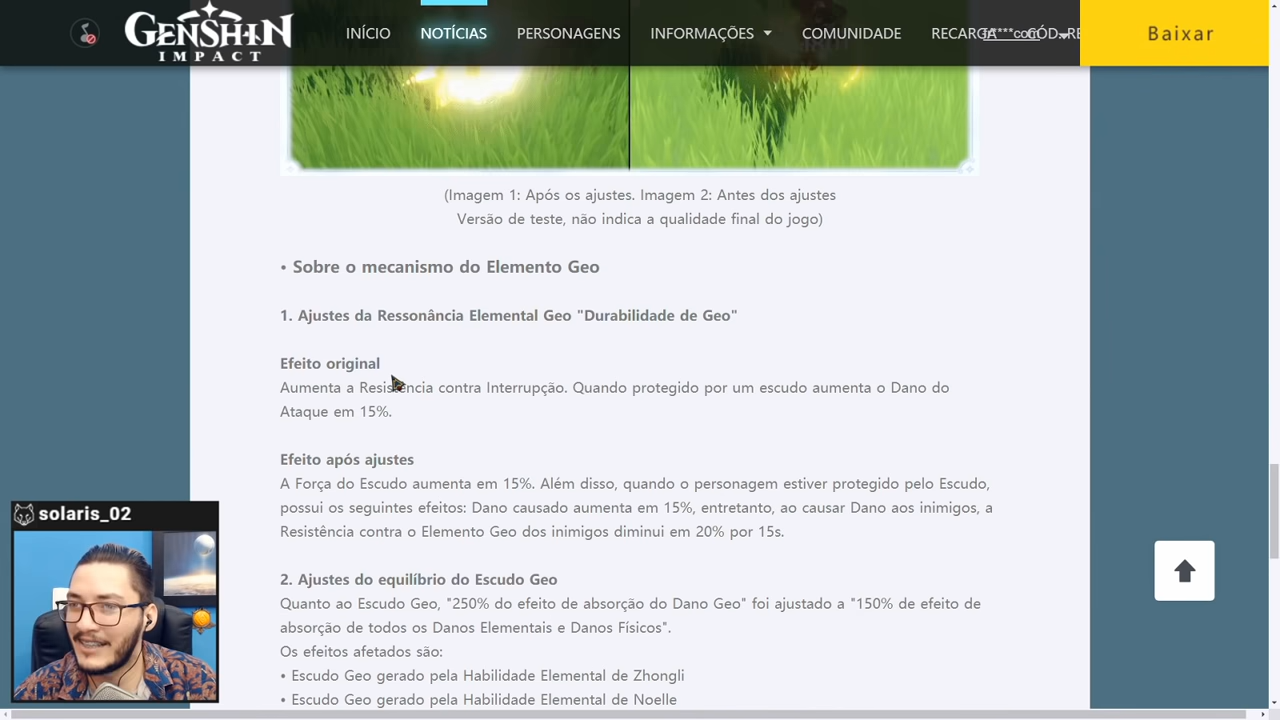 GENSHIN
IMPACT
INÍCIO
NOTÍCIAS
PERSONAGENS
INFORMAÇÕES
COMUNIDADE
RECARGA
CÓD. RE
Baixar
(Imagem 1: Após os ajustes. Imagem 2: Antes dos ajustes
Versão de teste, não indica a qualidade final do jogo)
• Sobre o mecanismo do Elemento Geo
1. Ajustes da Ressonância Elemental Geo "Durabilidade de Geo"
Efeito original
Aumenta a Resistência contra Interrupção. Quando protegido por um escudo aumenta o Dano do
Ataque em 15%.
Efeito após ajustes
A Força do Escudo aumenta em 15%. Além disso, quando o personagem estiver protegido pelo Escudo,
possui os seguintes efeitos: Dano causado aumenta em 15%, entretanto, ao causar Dano aos inimigos, a
Resistência contra o Elemento Geo dos inimigos diminui em 20% por 15s.
2. Ajustes do equilíbrio do Escudo Geo
Quanto ao Escudo Geo, "250% do efeito de absorção do Dano Geo" foi ajustado a "150% de efeito de
absorção de todos os Danos Elementais e Danos Físicos".
Os efeitos afetados são:
• Escudo Geo gerado pela Habilidade Elemental de Zhongli
• Escudo Geo gerado pela Habilidade Elemental de Noelle
solaris_02